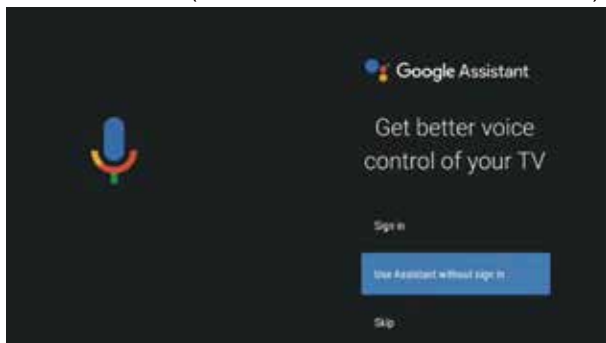 Google Assistant
Get better voice
control of your TV
Sign in
Use Assistant without sign in
Skip